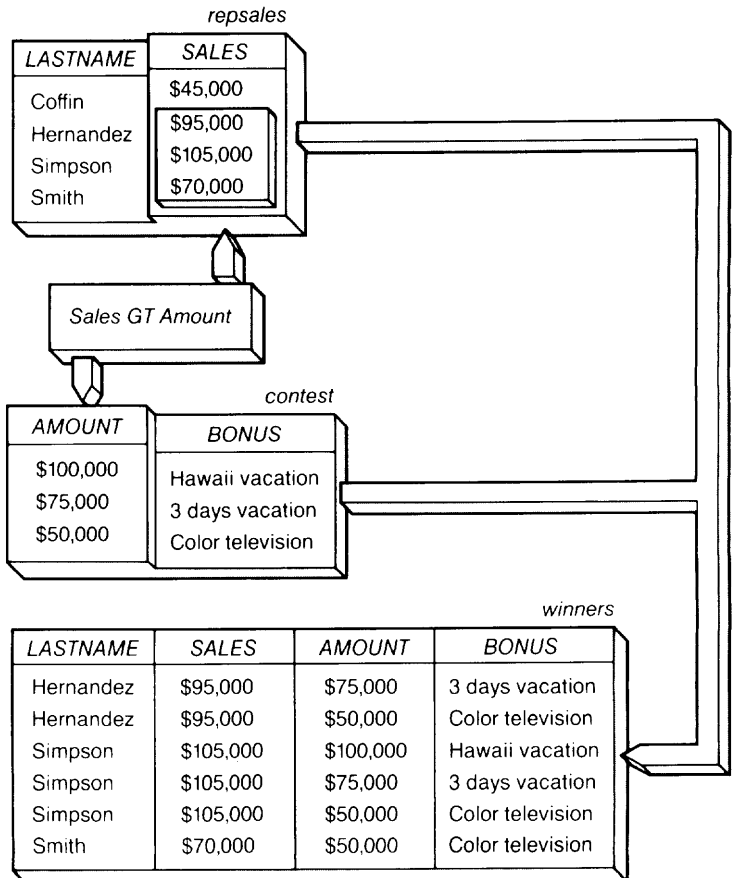 repsales
LASTNAME SALES
Coffin $45,000
Hernandez $95,000
Simpson $105,000
Smith $70,000
Sales GT Amount
contest
AMOUNT BONUS
$100,000 Hawaii vacation
$75,000 3 days vacation
$50,000 Color television
winners
LASTNAME SALES AMOUNT BONUS
Hernandez $95,000 $75,000 3 days vacation
Hernandez $95,000 $50,000 Color television
Simpson $105,000 $100,000 Hawaii vacation
Simpson $105,000 $75,000 3 days vacation
Simpson $105,000 $50,000 Color television
Smith $70,000 $50,000 Color television